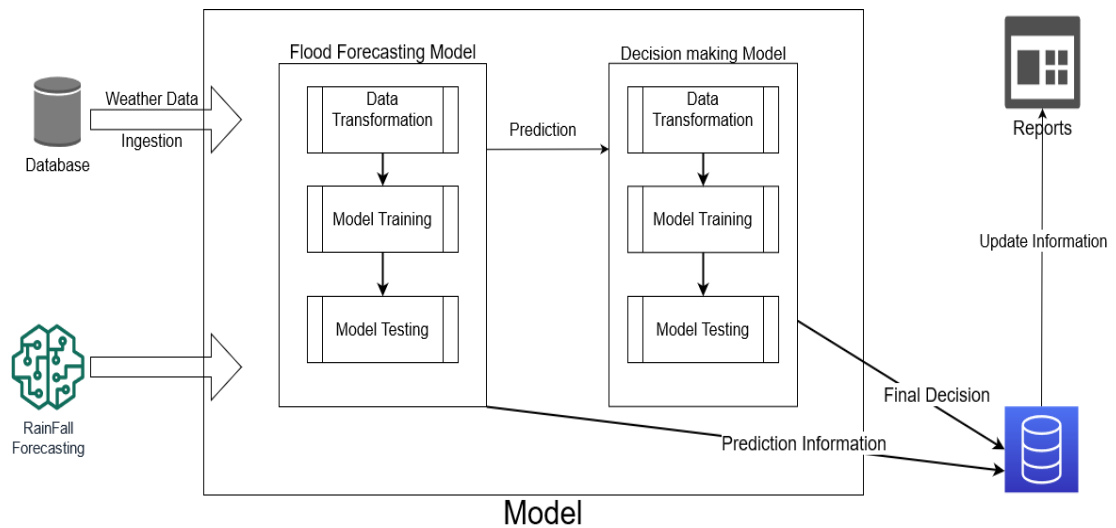 Flood Forecasting Model
Decision making Model
Weather Data
Ingestion
Database
Data
Transformation
Model Training
Model Testing
Prediction
Data
Transformation
Model Training
Model Testing
Reports
Update Information
RainFall
Forecasting
Final Decision
Prediction Information
Model